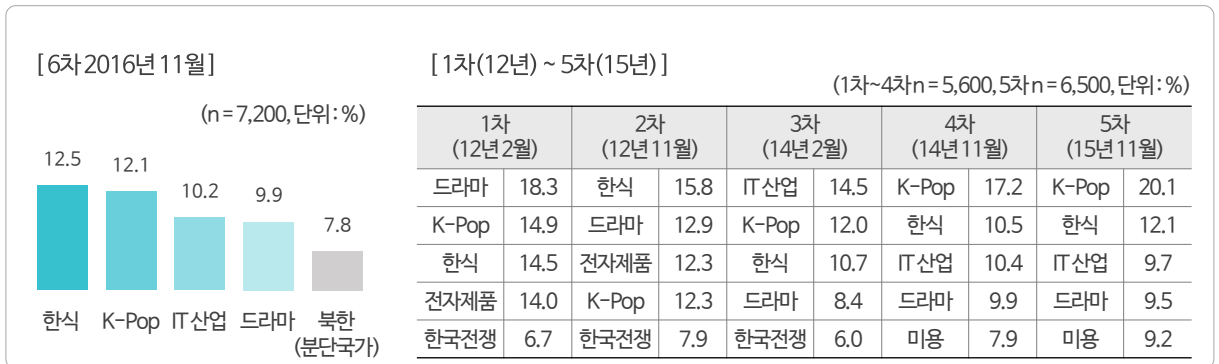 [ 6차 2016년 11월 ]
(n = 7,200, 단위 : %)
12.5 12.1 10.2 9.9 7.8
한식 K-Pop IT 산업 드라마 북한
(분단국가)
[ 1차(12년) ~ 5차(15년) ]
(1차~4차 n = 5,600, 5차 n = 6,500, 단위 : %)
1차 2차 3차 4차 5차
(12년 2월) (12년 11월) (14년 2월) (14년 11월) (15년 11월)
드라마 18.3 한식 15.8 IT 산업 14.5 K-Pop 17.2 K-Pop 20.1
K-Pop 14.9 드라마 12.9 K-Pop 12.0 한식 10.5 한식 12.1
한식 14.5 전자제품 12.3 한식 10.7 IT 산업 10.4 IT 산업 9.7
전자제품 14.0 K-Pop 12.3 드라마 8.4 드라마 9.9 드라마 9.5
한국전쟁 6.7 한국전쟁 7.9 한국전쟁 6.0 미용 7.9 미용 9.2